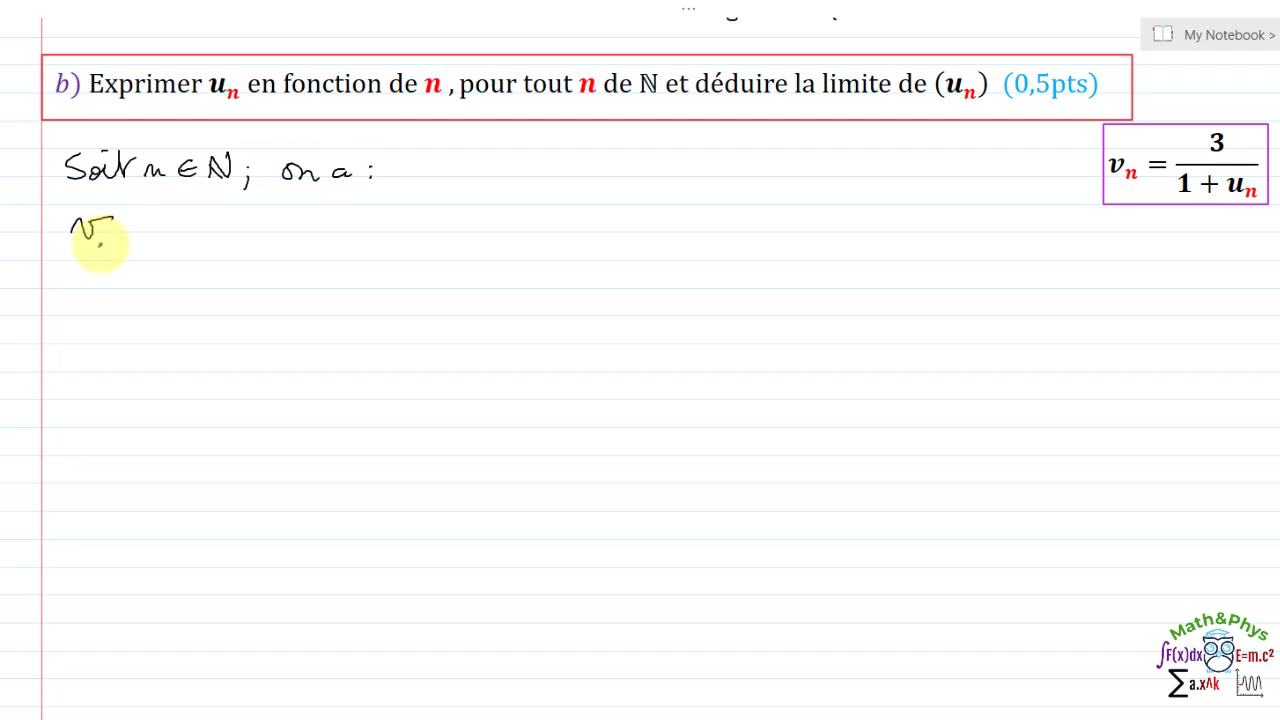 My Notebook >
b) Exprimer uₙ en fonction de n , pour tout n de ℕ et déduire la limite de (uₙ) (0,5pts)
vₙ = 3 / (1 + uₙ)
Soit n ∈ ℕ ; on a :
V
Math&Phys
∫F(x)dx E=m.c²
∑ a.x^k